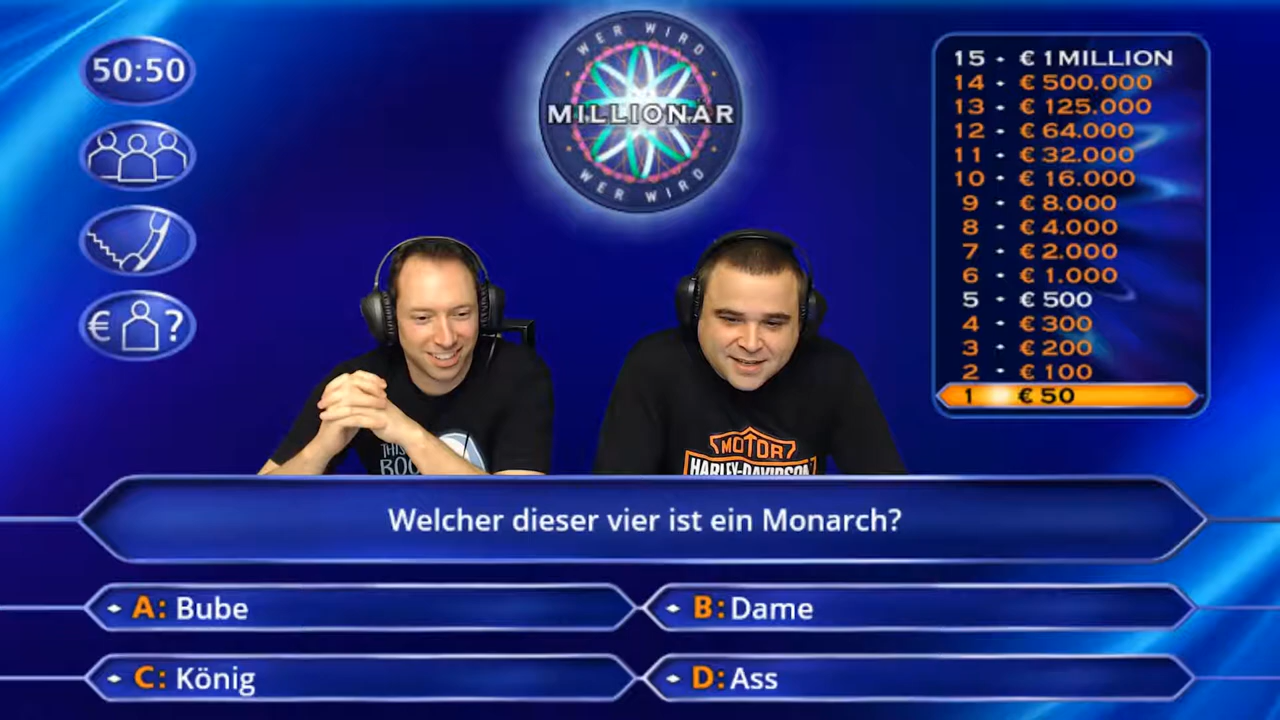 50:50
€ ?
WER WIRD
MILLIONÄR
WER WIRD
15 · € 1 MILLION
14 · € 500.000
13 · € 125.000
12 · € 64.000
11 · € 32.000
10 · € 16.000
9 · € 8.000
8 · € 4.000
7 · € 2.000
6 · € 1.000
5 · € 500
4 · € 300
3 · € 200
2 · € 100
1 € 50
THIS
BOO
MOTOR
HARLEY-DAVIDSON
Welcher dieser vier ist ein Monarch?
A: Bube
B: Dame
C: König
D: Ass